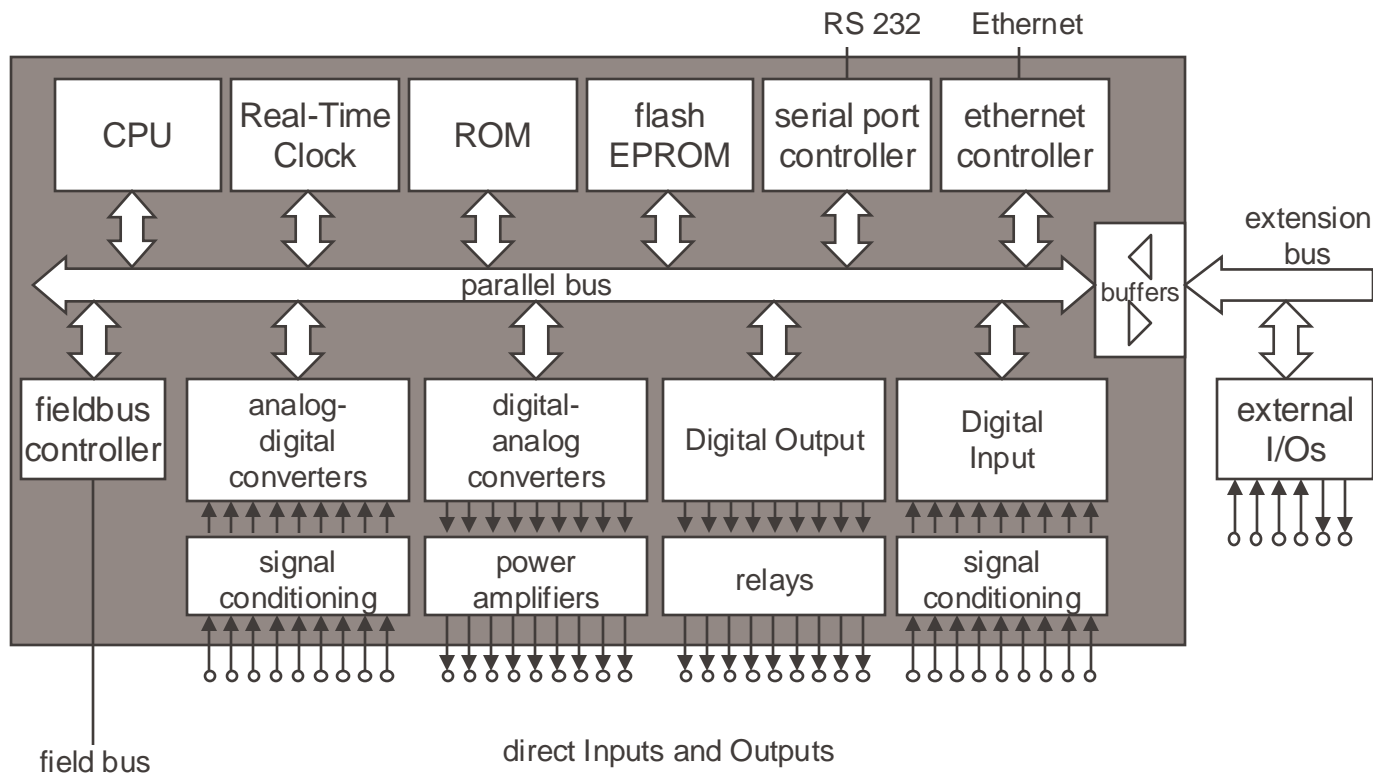 RS 232
Ethernet
CPU
Real-Time
Clock
ROM
flash
EPROM
serial port
controller
ethernet
controller
extension
bus
parallel bus
buffers
fieldbus
controller
analog-
digital
converters
digital-
analog
converters
Digital Output
Digital
Input
external
I/Os
signal
conditioning
power
amplifiers
relays
signal
conditioning
field bus
direct Inputs and Outputs